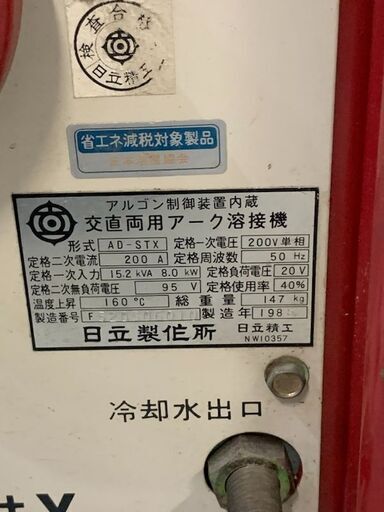 検査合格
日立精工
省エネ減税対象製品
日本溶接協会
アルゴン制御装置内蔵
交直両用アーク溶接機
形式 AD-STX 定格一次電圧 200V単相
定格二次電流 200 A 定格周波数 50 Hz
定格一次入力 15.2 kVA 8.0 kW 定格負荷電圧 20 V
定格二次無負荷電圧 95 V 定格使用率 40%
温度上昇 160℃ 総重量 147 kg
製造番号 F 製造年 198
日立製作所 日立精工
NW10357
冷却水出口